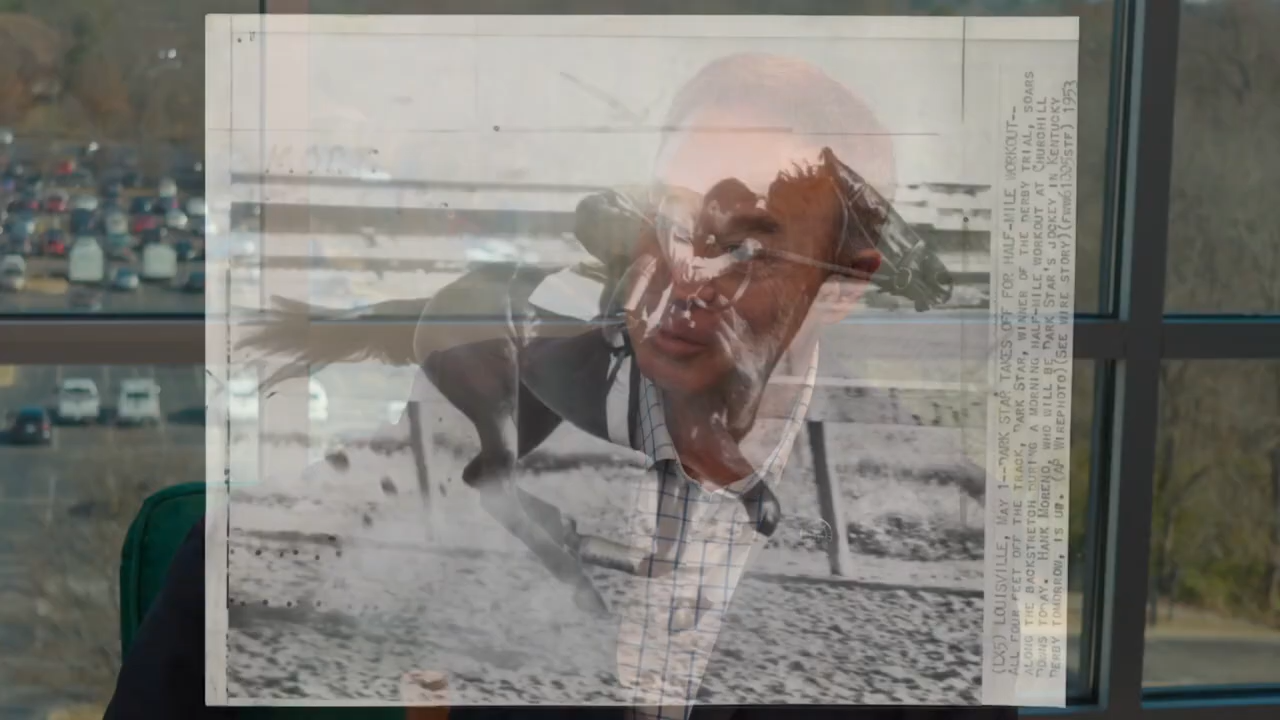 (LX5) LOUISVILLE, MAY 1--DARK STAR TAKES OFF FOR HALF-MILE WORKOUT--
ALL FOUR FEET OFF THE TRACK, DARK STAR, WINNER OF THE DERBY TRIAL, SOARS
ALONG THE BACKSTRETCH DURING A MORNING HALF-MILE WORKOUT AT CHURCHILL
DOWNS TODAY. HANK MORENO, WHO WILL BE DARK STAR'S JOCKEY IN KENTUCKY
DERBY TOMORROW, IS UP. (AP WIREPHOTO)(SEE WIRE STORY) 1953